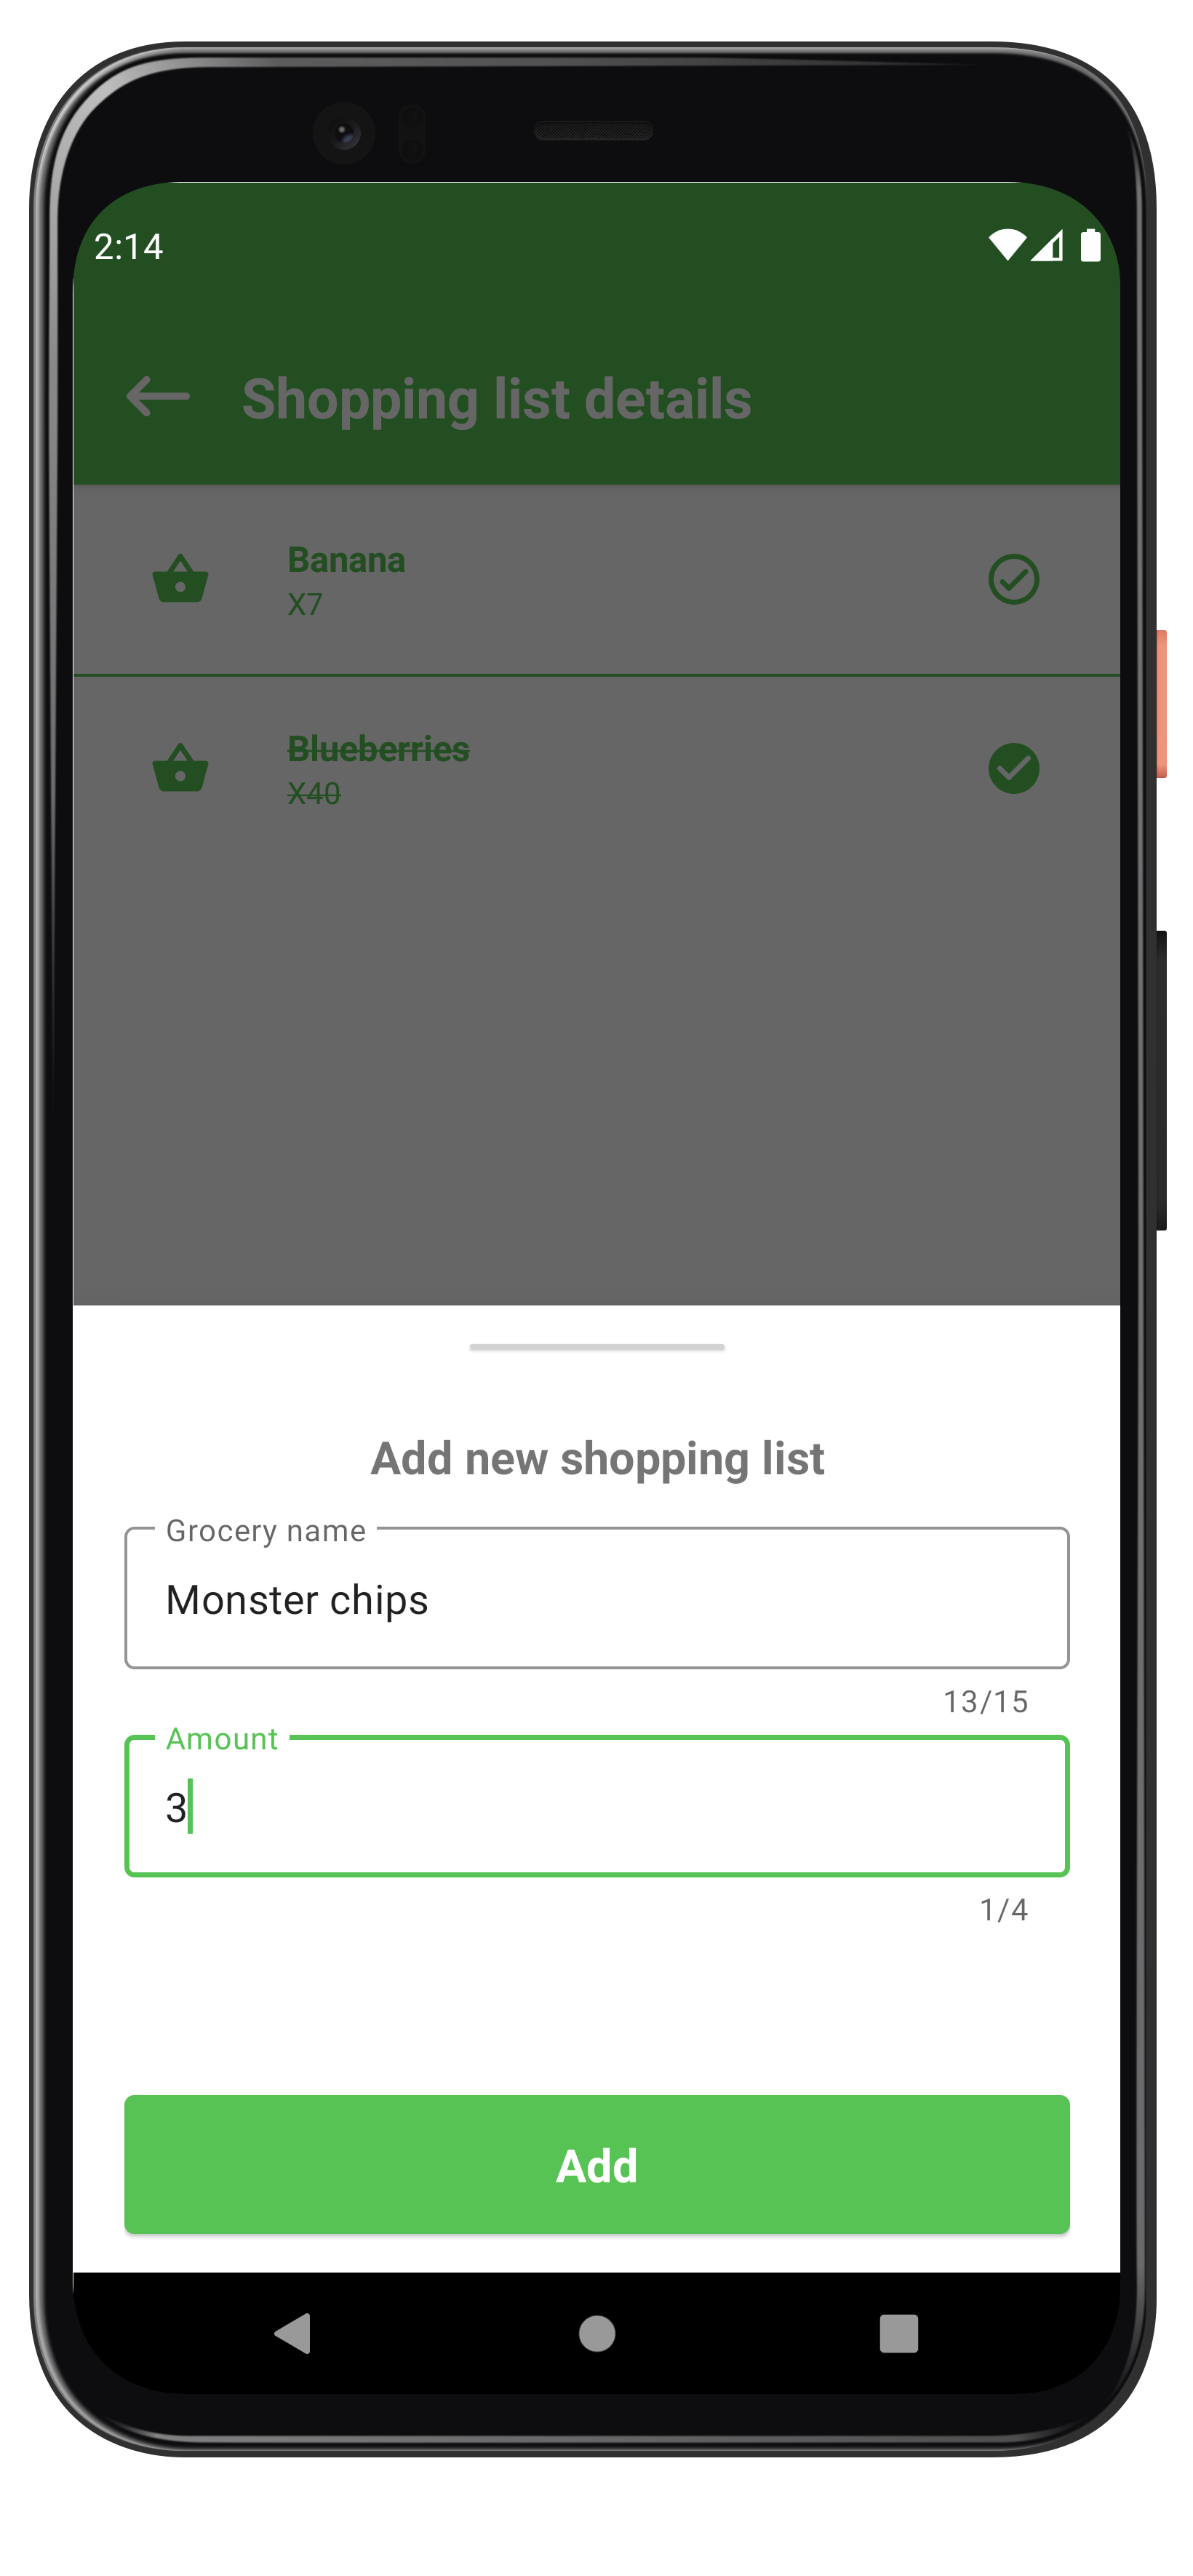 2:14
Shopping list details
Banana
X7
Blueberries
X40
Add new shopping list
Grocery name
Monster chips
13/15
Amount
3
1/4
Add